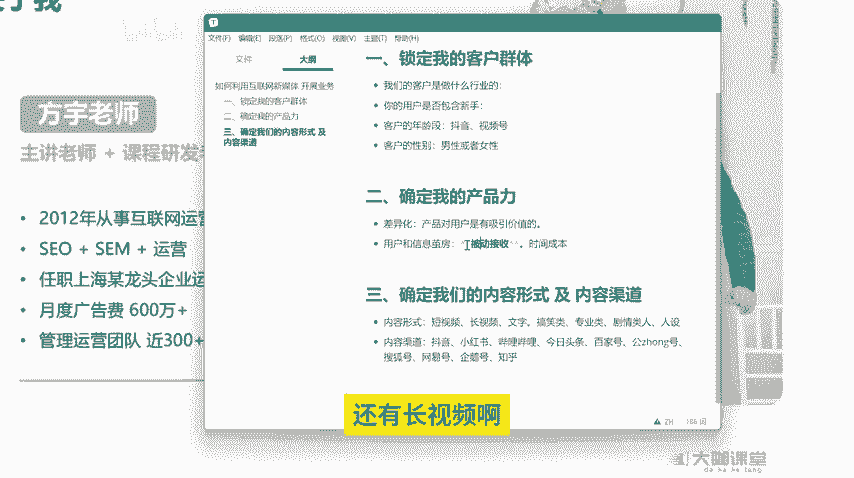 关于我
方宇老师
主讲老师 + 课程研发
2012年从事互联网运营
SEO + SEM + 运营
任职上海某龙头企业运
月度广告费 600万+
管理运营团队 近300+
文件(F) 编辑(E) 段落(P) 格式(O) 视图(V) 主题(T) 帮助(H)
文件 大纲
如何利用互联网新媒体 开展业务
一、锁定我的客户群体
二、确定我的产品力
三、确定我们的内容形式 及
内容渠道
一、锁定我的客户群体
我们的客户是做什么行业的：
你的用户是否包含新手：
客户的年龄段：抖音、视频号
客户的性别：男性或者女性
二、确定我的产品力
差异化：产品对用户是有吸引价值的。
用户和信息茧房：**被动接收**。时间成本
三、确定我们的内容形式 及 内容渠道
内容形式：短视频、长视频、文字。搞笑类、专业类、剧情类人、人设
内容渠道：抖音、小红书、哔哩哔哩、今日头条、百家号、公zhong号、
搜狐号、网易号、企鹅号、知乎
还有长视频啊
ZH 186 词
大咖课堂
da ka ke tang